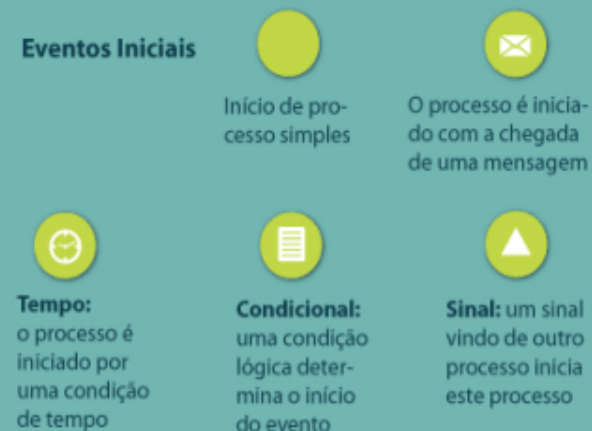 Eventos Iniciais
Início de pro-
cesso simples
O processo é inicia-
do com a chegada
de uma mensagem
Tempo:
o processo é
iniciado por
uma condição
de tempo
Condicional:
uma condição
lógica deter-
mina o início
do evento
Sinal: um sinal
vindo de outro
processo inicia
este processo